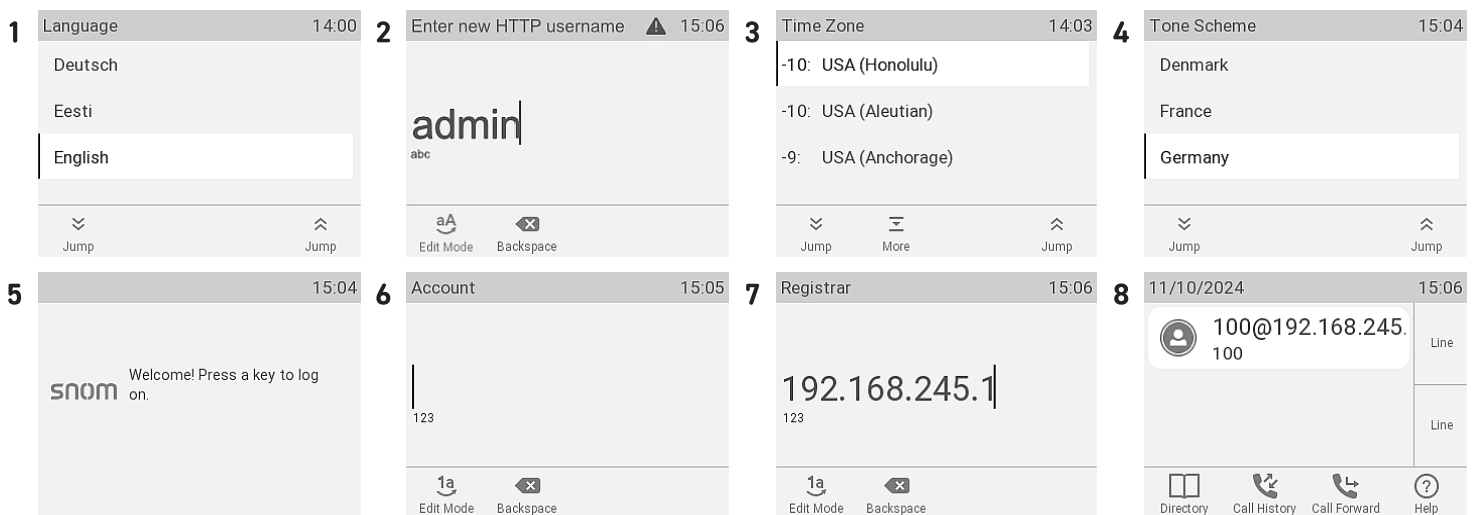 1
Language 14:00
Deutsch
Eesti
English
Jump Jump
2
Enter new HTTP username 15:06
admin
abc
aA
Edit Mode Backspace
3
Time Zone 14:03
-10: USA (Honolulu)
-10: USA (Aleutian)
-9: USA (Anchorage)
Jump More Jump
4
Tone Scheme 15:04
Denmark
France
Germany
Jump Jump
5
15:04
snom
Welcome! Press a key to log
on.
6
Account 15:05
123
1a
Edit Mode Backspace
7
Registrar 15:06
192.168.245.1
123
1a
Edit Mode Backspace
8
11/10/2024 15:06
100@192.168.245.
100
Line
Line
Directory Call History Call Forward Help